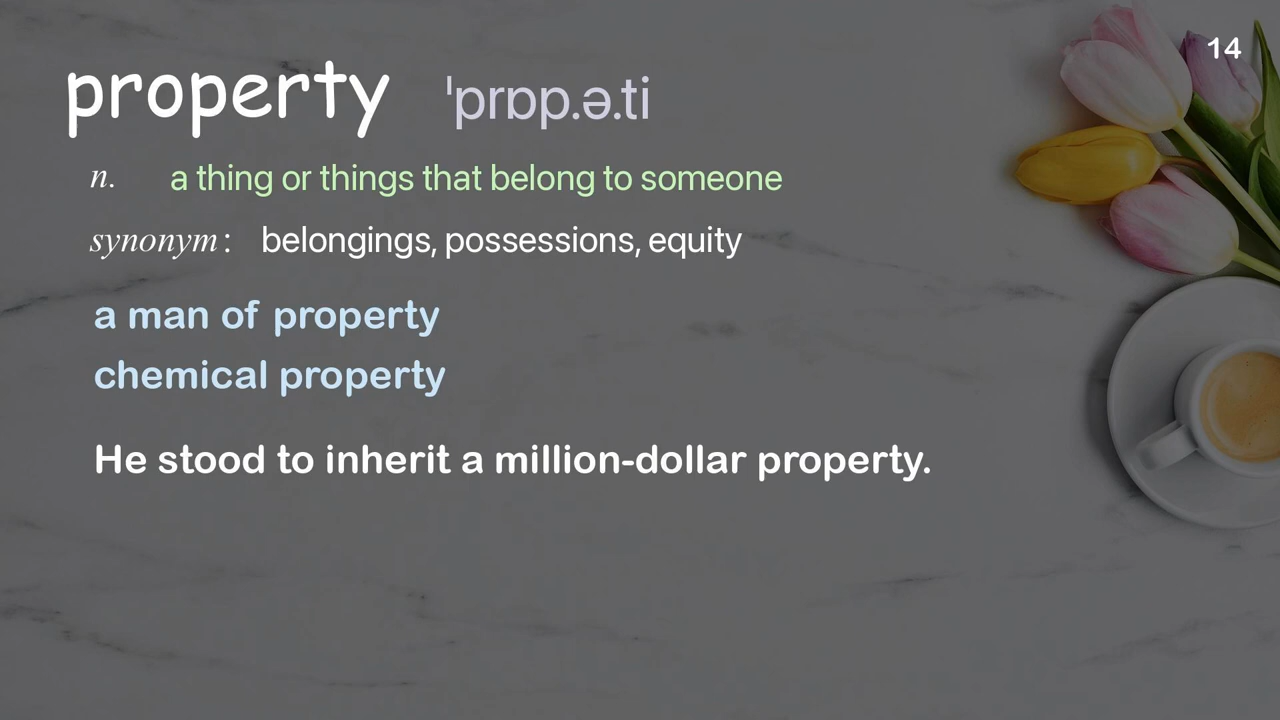 14
property ˈprɒp.ə.ti
n. a thing or things that belong to someone
synonym: belongings, possessions, equity
a man of property
chemical property
He stood to inherit a million-dollar property.